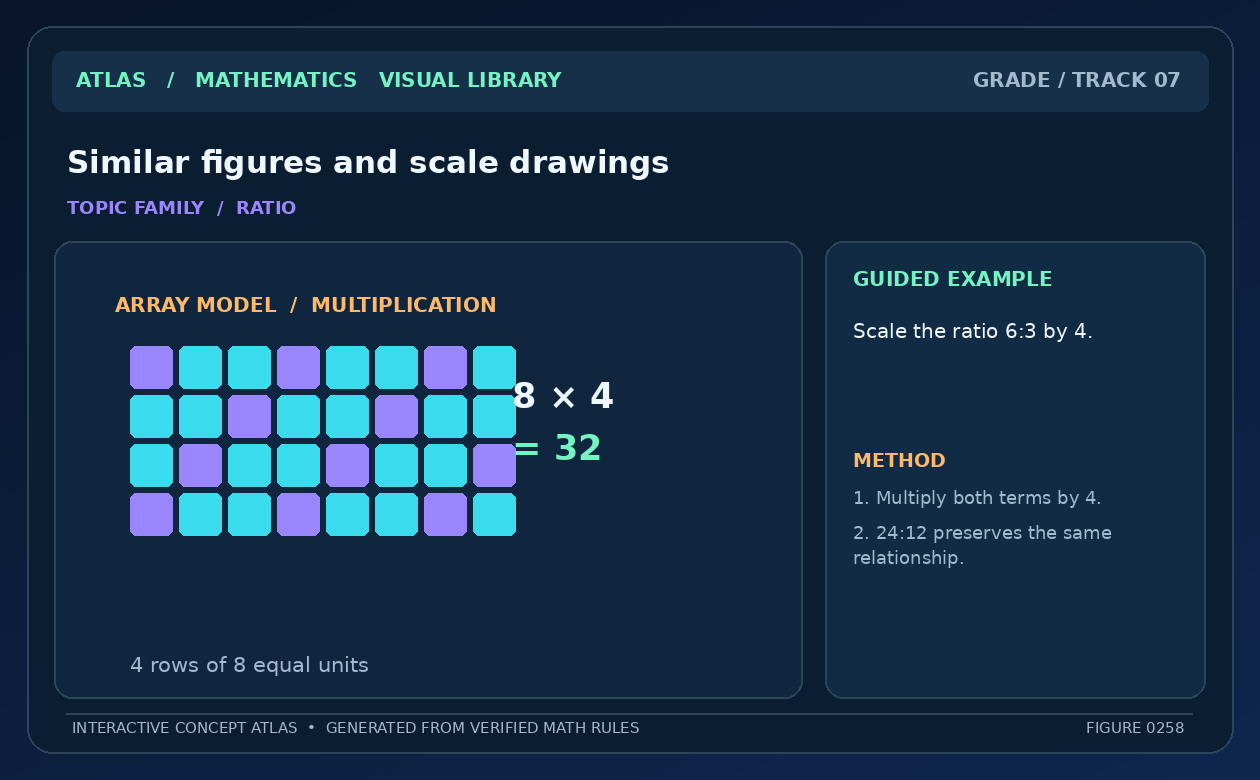 ATLAS / MATHEMATICS VISUAL LIBRARY
GRADE / TRACK 07
Similar figures and scale drawings
TOPIC FAMILY / RATIO
ARRAY MODEL / MULTIPLICATION
8 × 4
= 32
4 rows of 8 equal units
GUIDED EXAMPLE
Scale the ratio 6:3 by 4.
METHOD
1. Multiply both terms by 4.
2. 24:12 preserves the same
relationship.
INTERACTIVE CONCEPT ATLAS • GENERATED FROM VERIFIED MATH RULES
FIGURE 0258